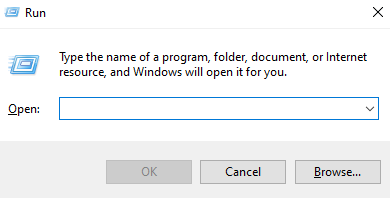 Run
Type the name of a program, folder, document, or Internet
resource, and Windows will open it for you.
Open:
OK
Cancel
Browse...